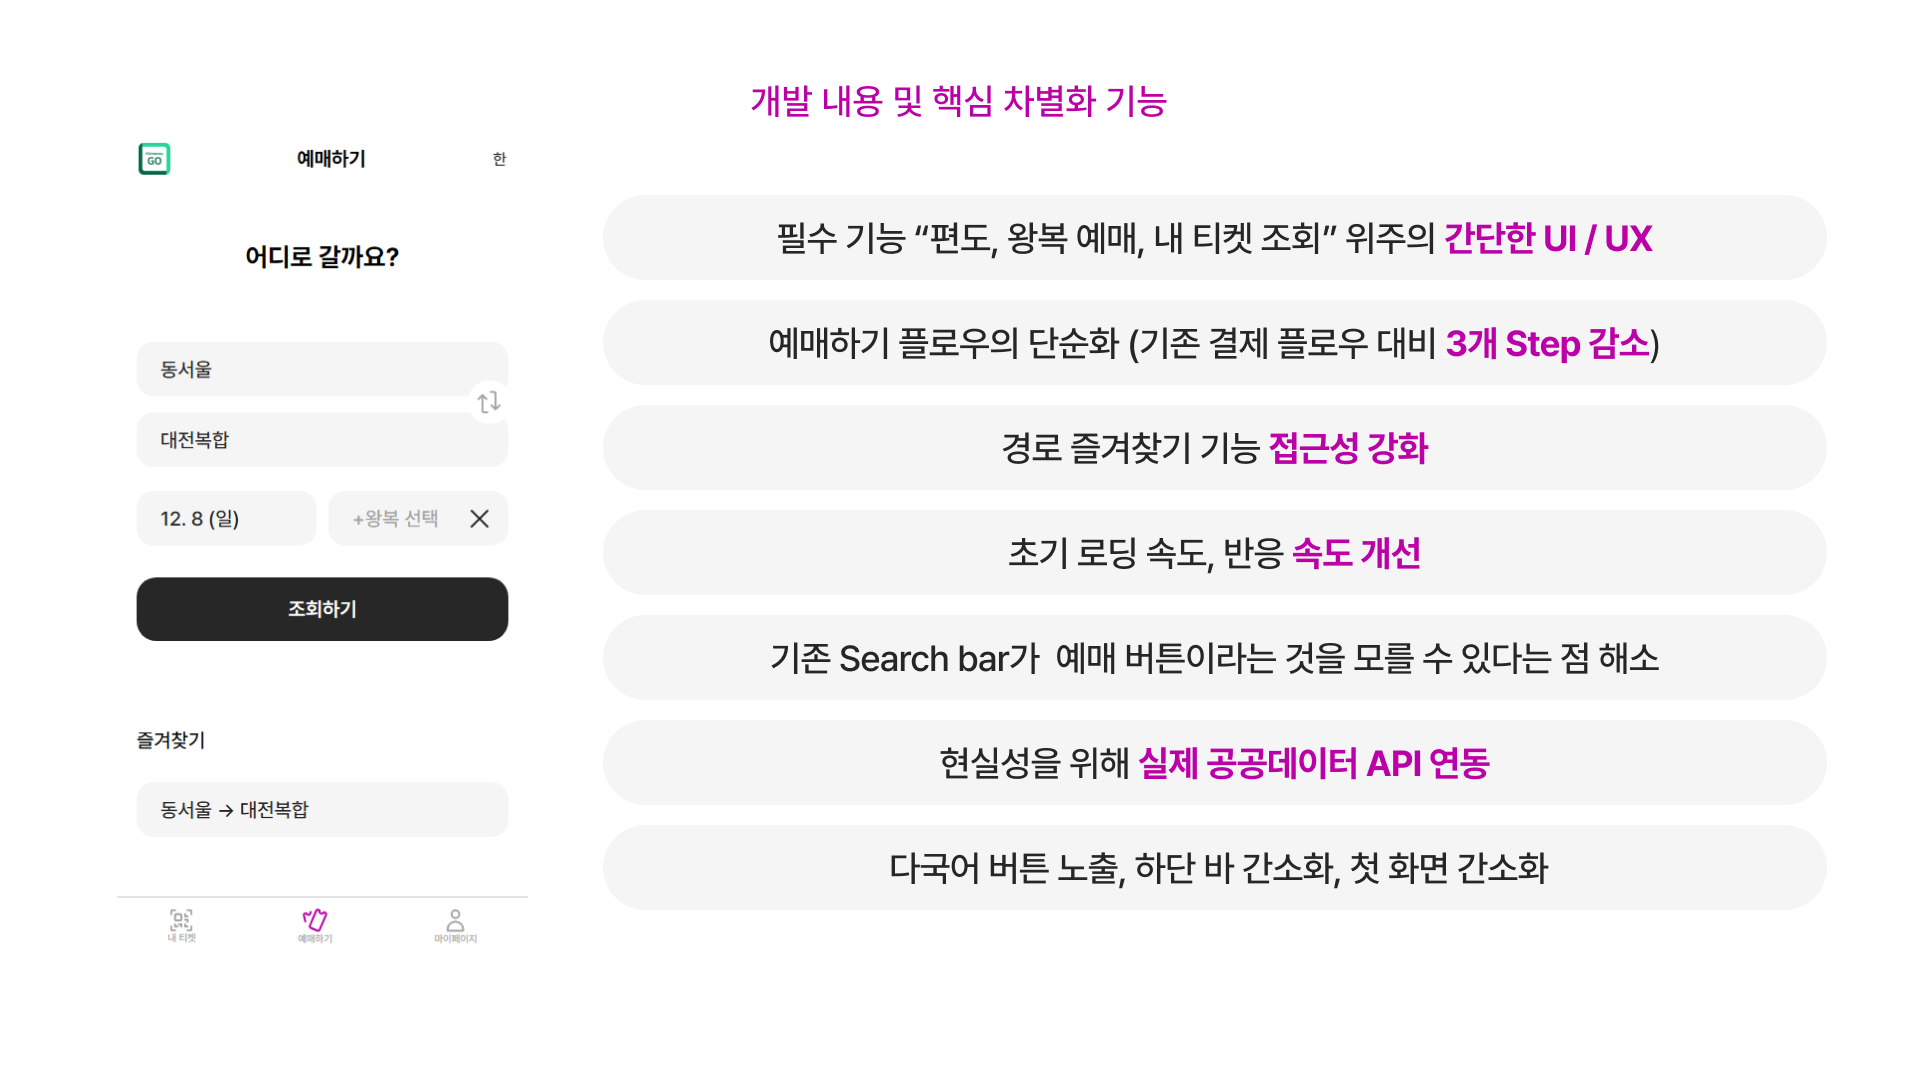 개발 내용 및 핵심 차별화 기능
GO
예매하기
한
어디로 갈까요?
동서울
대전복합
12. 8 (일)
+왕복 선택
조회하기
즐겨찾기
동서울 → 대전복합
내 티켓
예매하기
마이페이지
필수 기능 “편도, 왕복 예매, 내 티켓 조회” 위주의 간단한 UI / UX
예매하기 플로우의 단순화 (기존 결제 플로우 대비 3개 Step 감소)
경로 즐겨찾기 기능 접근성 강화
초기 로딩 속도, 반응 속도 개선
기존 Search bar가 예매 버튼이라는 것을 모를 수 있다는 점 해소
현실성을 위해 실제 공공데이터 API 연동
다국어 버튼 노출, 하단 바 간소화, 첫 화면 간소화